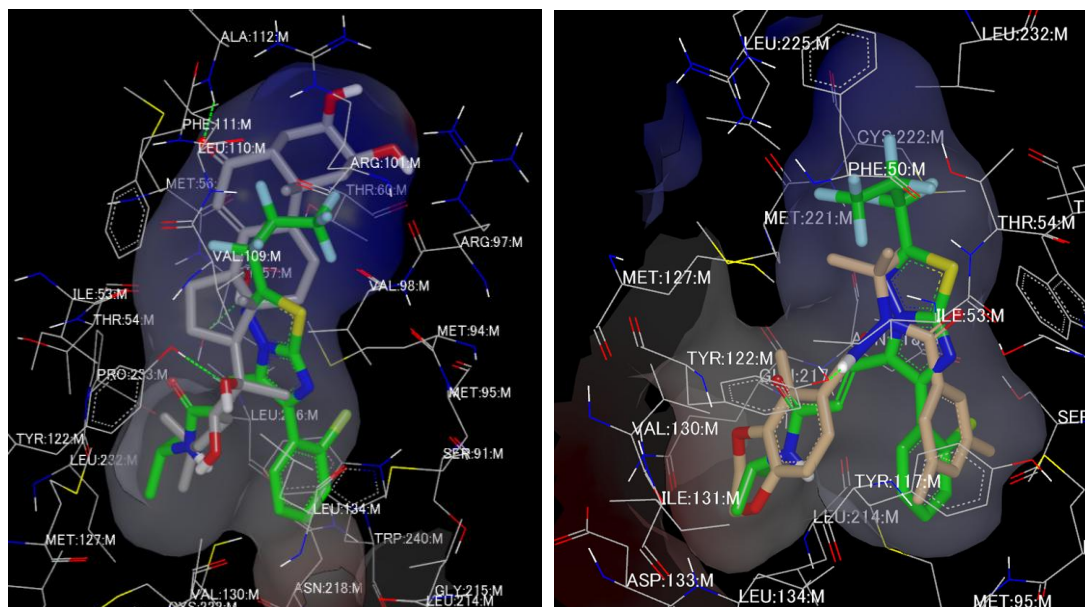 ALA:112:M
PHE:111:M
LEU:110:M
ARG:101:M
MET:56:M
THR:60:M
ARG:97:M
VAL:109:M
VAL:98:M
ILE:53:M
THR:54:M
MET:94:M
PRO:233:M
MET:95:M
TYR:122:M
LEU:232:M
SER:91:M
LEU:134:M
TRP:240:M
MET:127:M
ASN:218:M
VAL:130:M
GLY:215:M
LEU:214:M
LEU:225:M
LEU:232:M
CYS:222:M
PHE:50:M
MET:221:M
THR:54:M
MET:127:M
ILE:53:M
TYR:122:M
VAL:130:M
TYR:117:M
ILE:131:M
LEU:214:M
ASP:133:M
LEU:134:M
MET:95:M